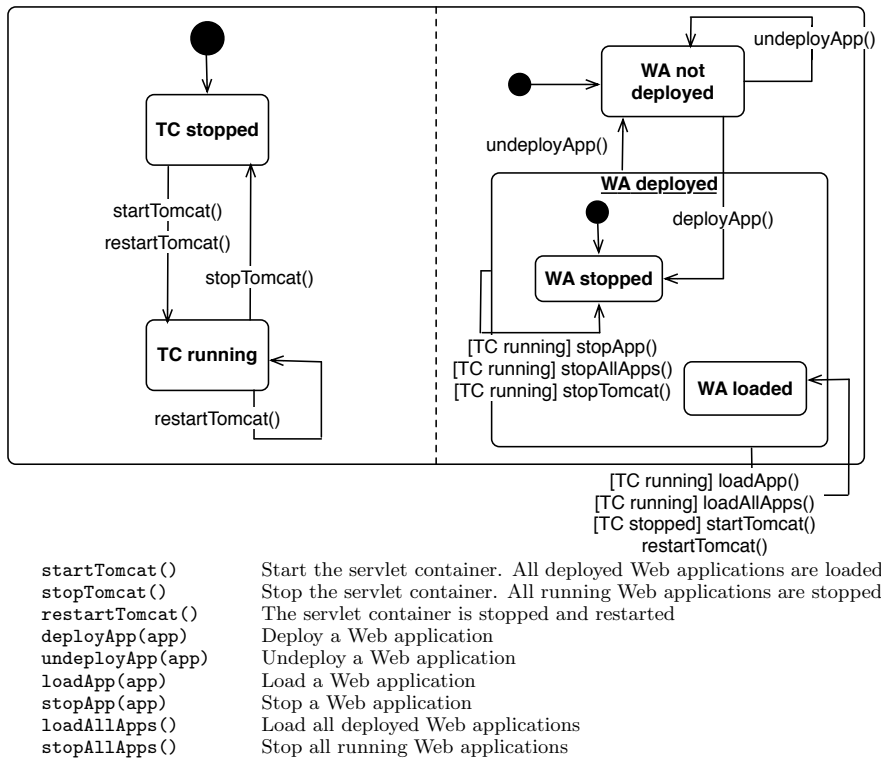 TC stopped
startTomcat()
restartTomcat()
stopTomcat()
TC running
restartTomcat()
undeployApp()
WA not
deployed
undeployApp()
WA deployed
deployApp()
WA stopped
[TC running] stopApp()
[TC running] stopAllApps()
[TC running] stopTomcat()
WA loaded
[TC running] loadApp()
[TC running] loadAllApps()
[TC stopped] startTomcat()
restartTomcat()
startTomcat() Start the servlet container. All deployed Web applications are loaded
stopTomcat() Stop the servlet container. All running Web applications are stopped
restartTomcat() The servlet container is stopped and restarted
deployApp(app) Deploy a Web application
undeployApp(app) Undeploy a Web application
loadApp(app) Load a Web application
stopApp(app) Stop a Web application
loadAllApps() Load all deployed Web applications
stopAllApps() Stop all running Web applications